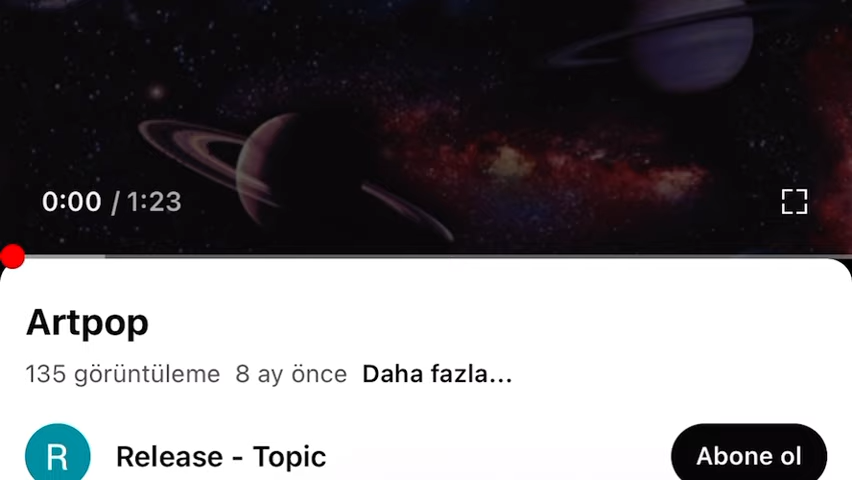 0:00 / 1:23
Artpop
135 görüntüleme 8 ay önce Daha fazla...
R Release - Topic Abone ol